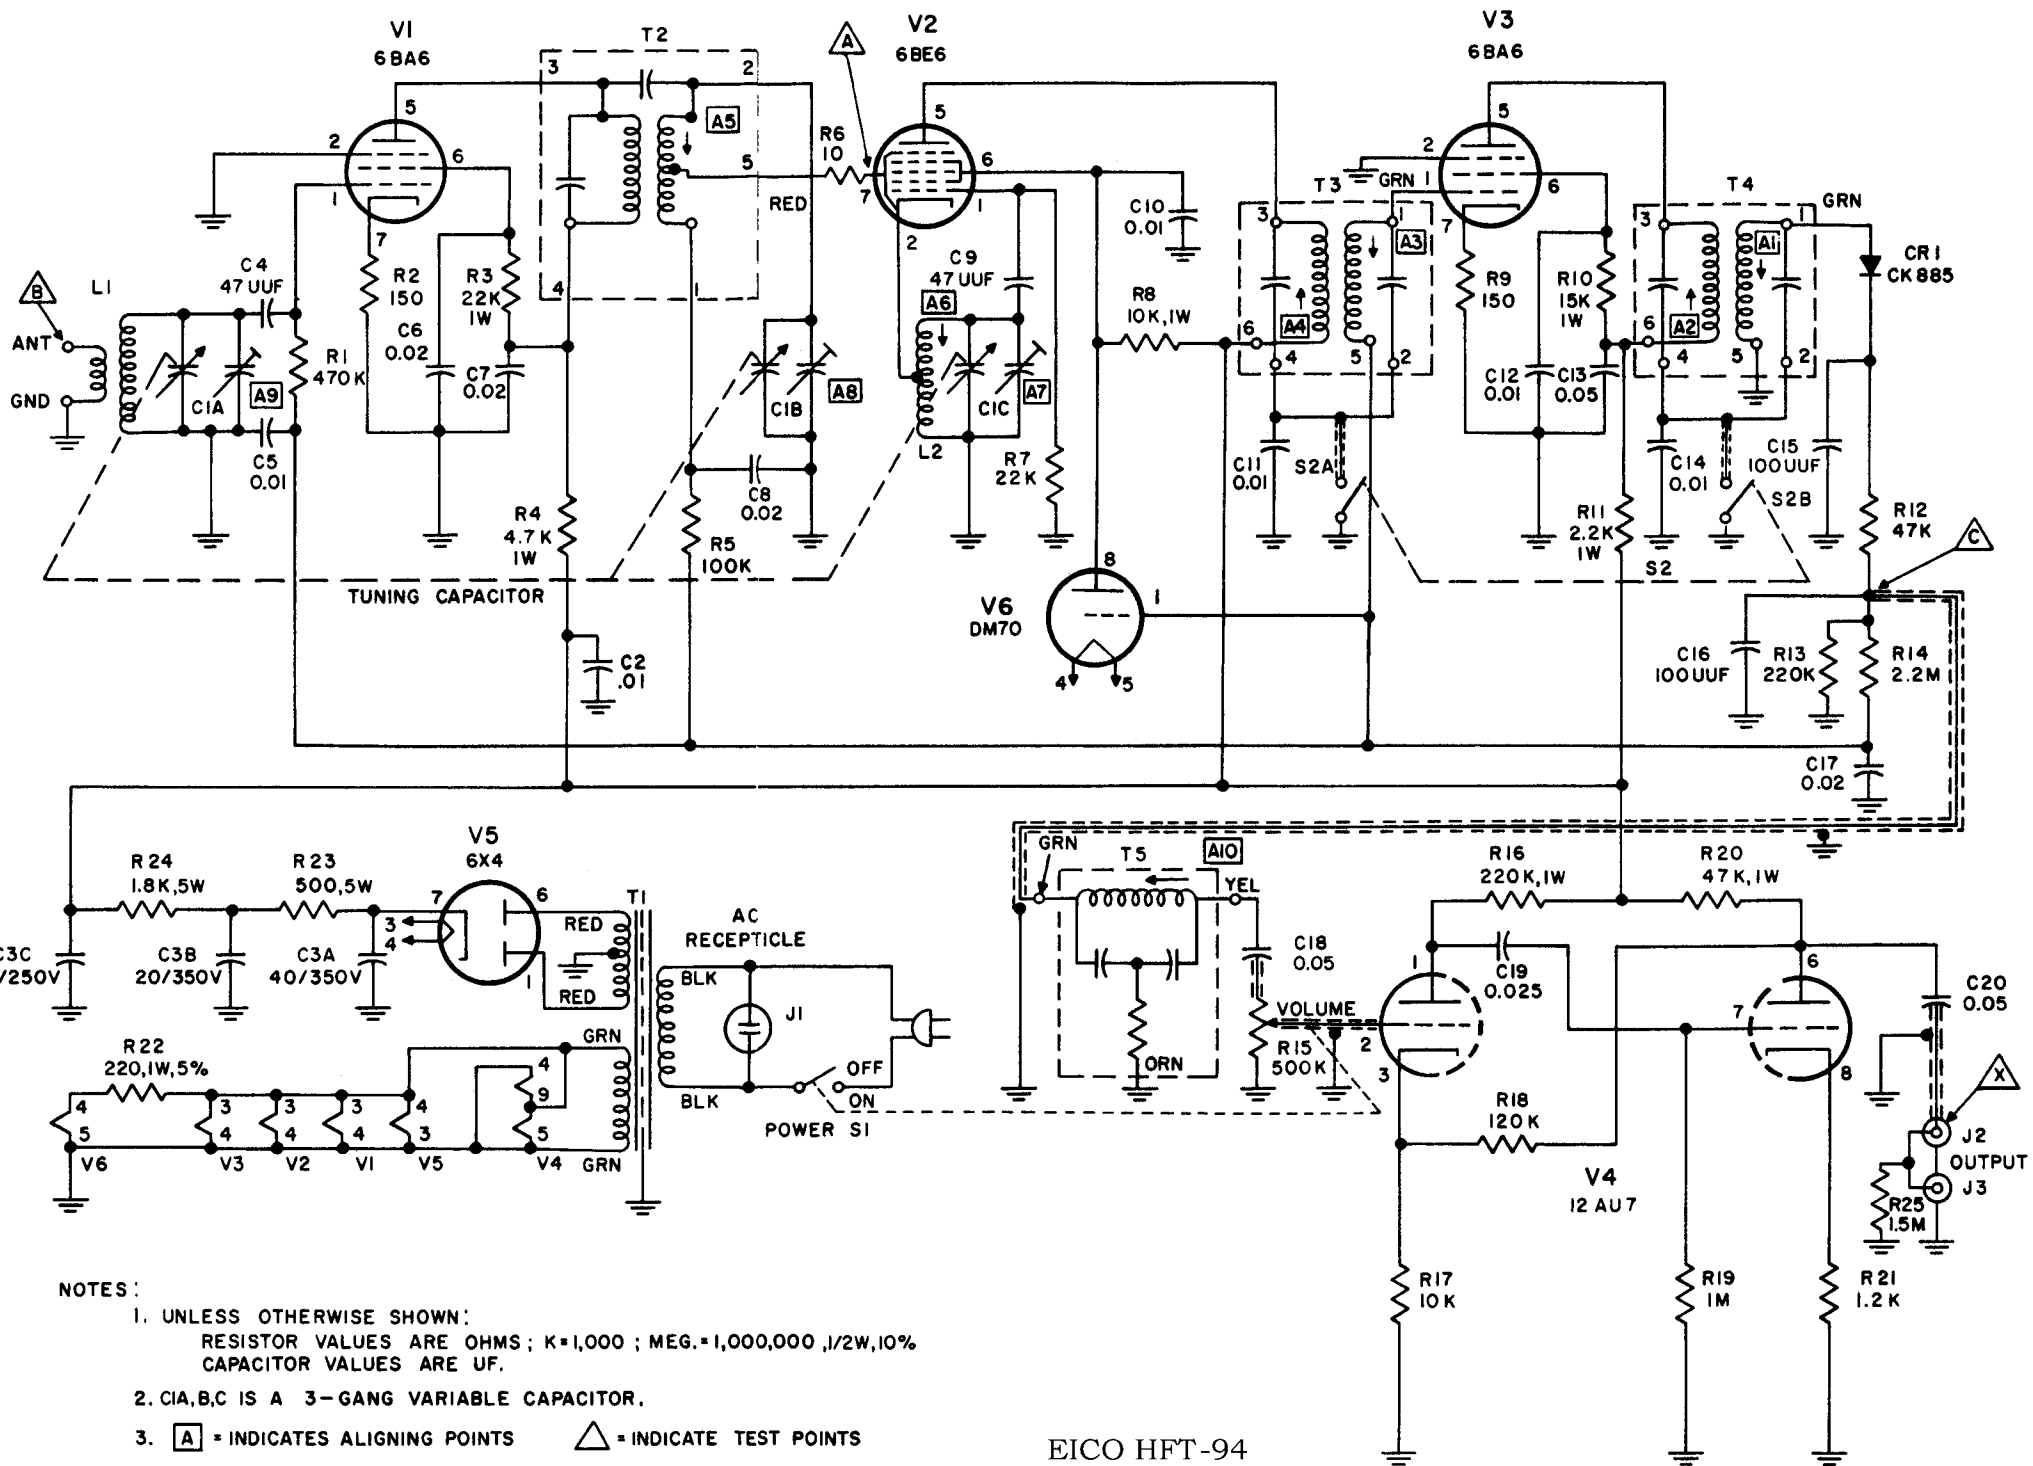 V1
6BA6
T2
V2
6BE6
V3
6BA6
A
3
2
5
2
6
1
7
A5
5
4
1
RED
R6
10
5
6
7
1
2
5
2
1
6
7
GRN
T3
T4
GRN
B
L1
C4
47UUF
ANT
GND
C1A
A9
R1
470K
C5
0.01
R2
150
R3
22K
1W
C6
0.02
C7
0.02
C1B
A8
C8
0.02
R4
4.7K
1W
R5
100K
C9
47UUF
A6
C1C
A7
L2
R7
22K
C10
0.01
R8
10K,1W
3
1
A3
A4
6
4
5
2
C11
0.01
S2A
R9
150
R10
15K
1W
C12
0.01
C13
0.05
3
1
A1
A2
6
4
5
2
CR1
CK885
C14
0.01
C15
100UUF
S2B
R11
2.2K
1W
S2
R12
47K
C
TUNING CAPACITOR
V6
DM70
8
1
4
5
C2
.01
C16
100UUF
R13
220K
R14
2.2M
C17
0.02
V5
6X4
R24
1.8K,5W
R23
500,5W
7
6
3
4
1
RED
RED
T1
C3C
/250V
C3B
20/350V
C3A
40/350V
AC
RECEPTICLE
BLK
J1
BLK
OFF
ON
POWER S1
GRN
GRN
R22
220,1W,5%
4
5
V6
3
4
V3
3
4
V2
3
4
V1
4
3
V5
4
9
5
V4
GRN
T5
A10
YEL
ORN
C18
0.05
VOLUME
R15
500K
R16
220K,1W
R20
47K,1W
1
2
3
C19
0.025
6
7
8
C20
0.05
X
R18
120K
V4
12AU7
J2
OUTPUT
J3
R25
1.5M
R17
10K
R19
1M
R21
1.2K
NOTES:
1. UNLESS OTHERWISE SHOWN:
RESISTOR VALUES ARE OHMS; K=1,000; MEG.=1,000,000,1/2W,10%
CAPACITOR VALUES ARE UF.
2. C1A,B,C IS A 3-GANG VARIABLE CAPACITOR.
3. A = INDICATES ALIGNING POINTS = INDICATE TEST POINTS
EICO HFT-94